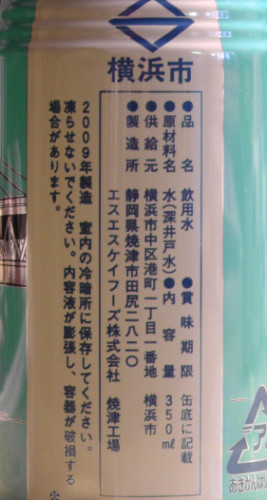 横浜市
●品名 飲用水 ●賞味期限 缶底に記載
●原材料名 水(深井戸水) ●内容量 350mℓ
●供給元 横浜市中区港町一丁目一番地 横浜市
●製造所 静岡県焼津市田尻二八二〇
エスエスケイフーズ株式会社 焼津工場
2009年製造 室内の冷暗所に保存してください。
凍らせないでください。内容液が膨張し、容器が破損する
場合があります。
あきかんは